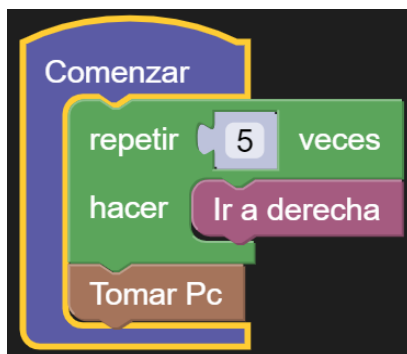 Comenzar
repetir 5 veces
hacer Ir a derecha
Tomar Pc